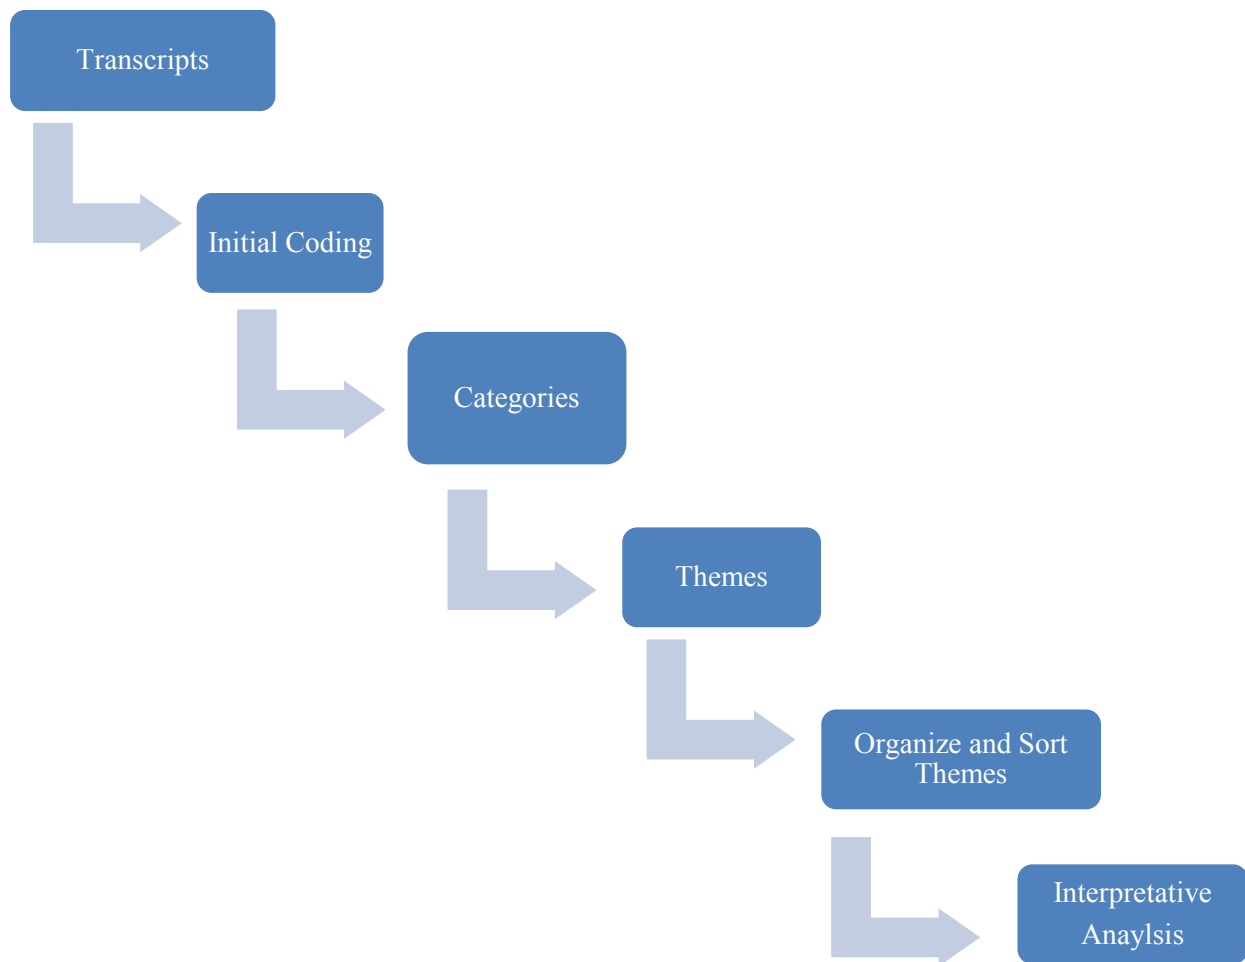 Transcripts
Initial Coding
Categories
Themes
Organize and Sort
Themes
Interpretative
Anaylsis